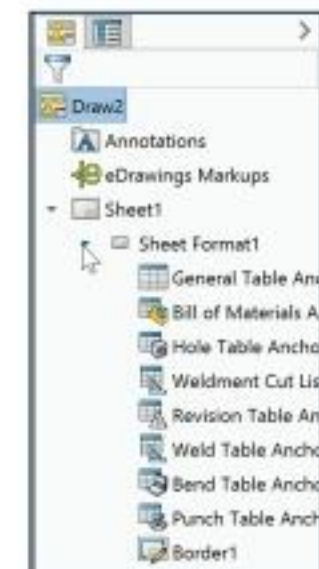 Draw2
Annotations
eDrawings Markups
Sheet1
Sheet Format1
General Table Anc
Bill of Materials A
Hole Table Ancho
Weldment Cut Lis
Revision Table An
Weld Table Ancho
Bend Table Ancho
Punch Table Anch
Border1